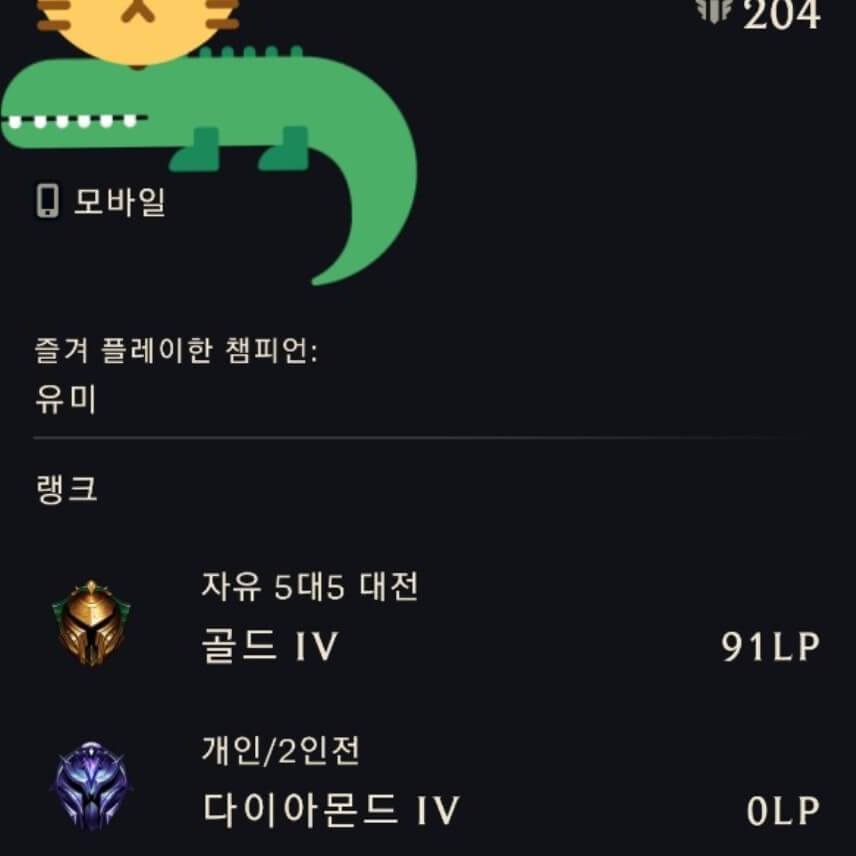 204
모바일
즐겨 플레이한 챔피언:
유미
랭크
자유 5대5 대전
골드 IV
91LP
개인/2인전
다이아몬드 IV
0LP